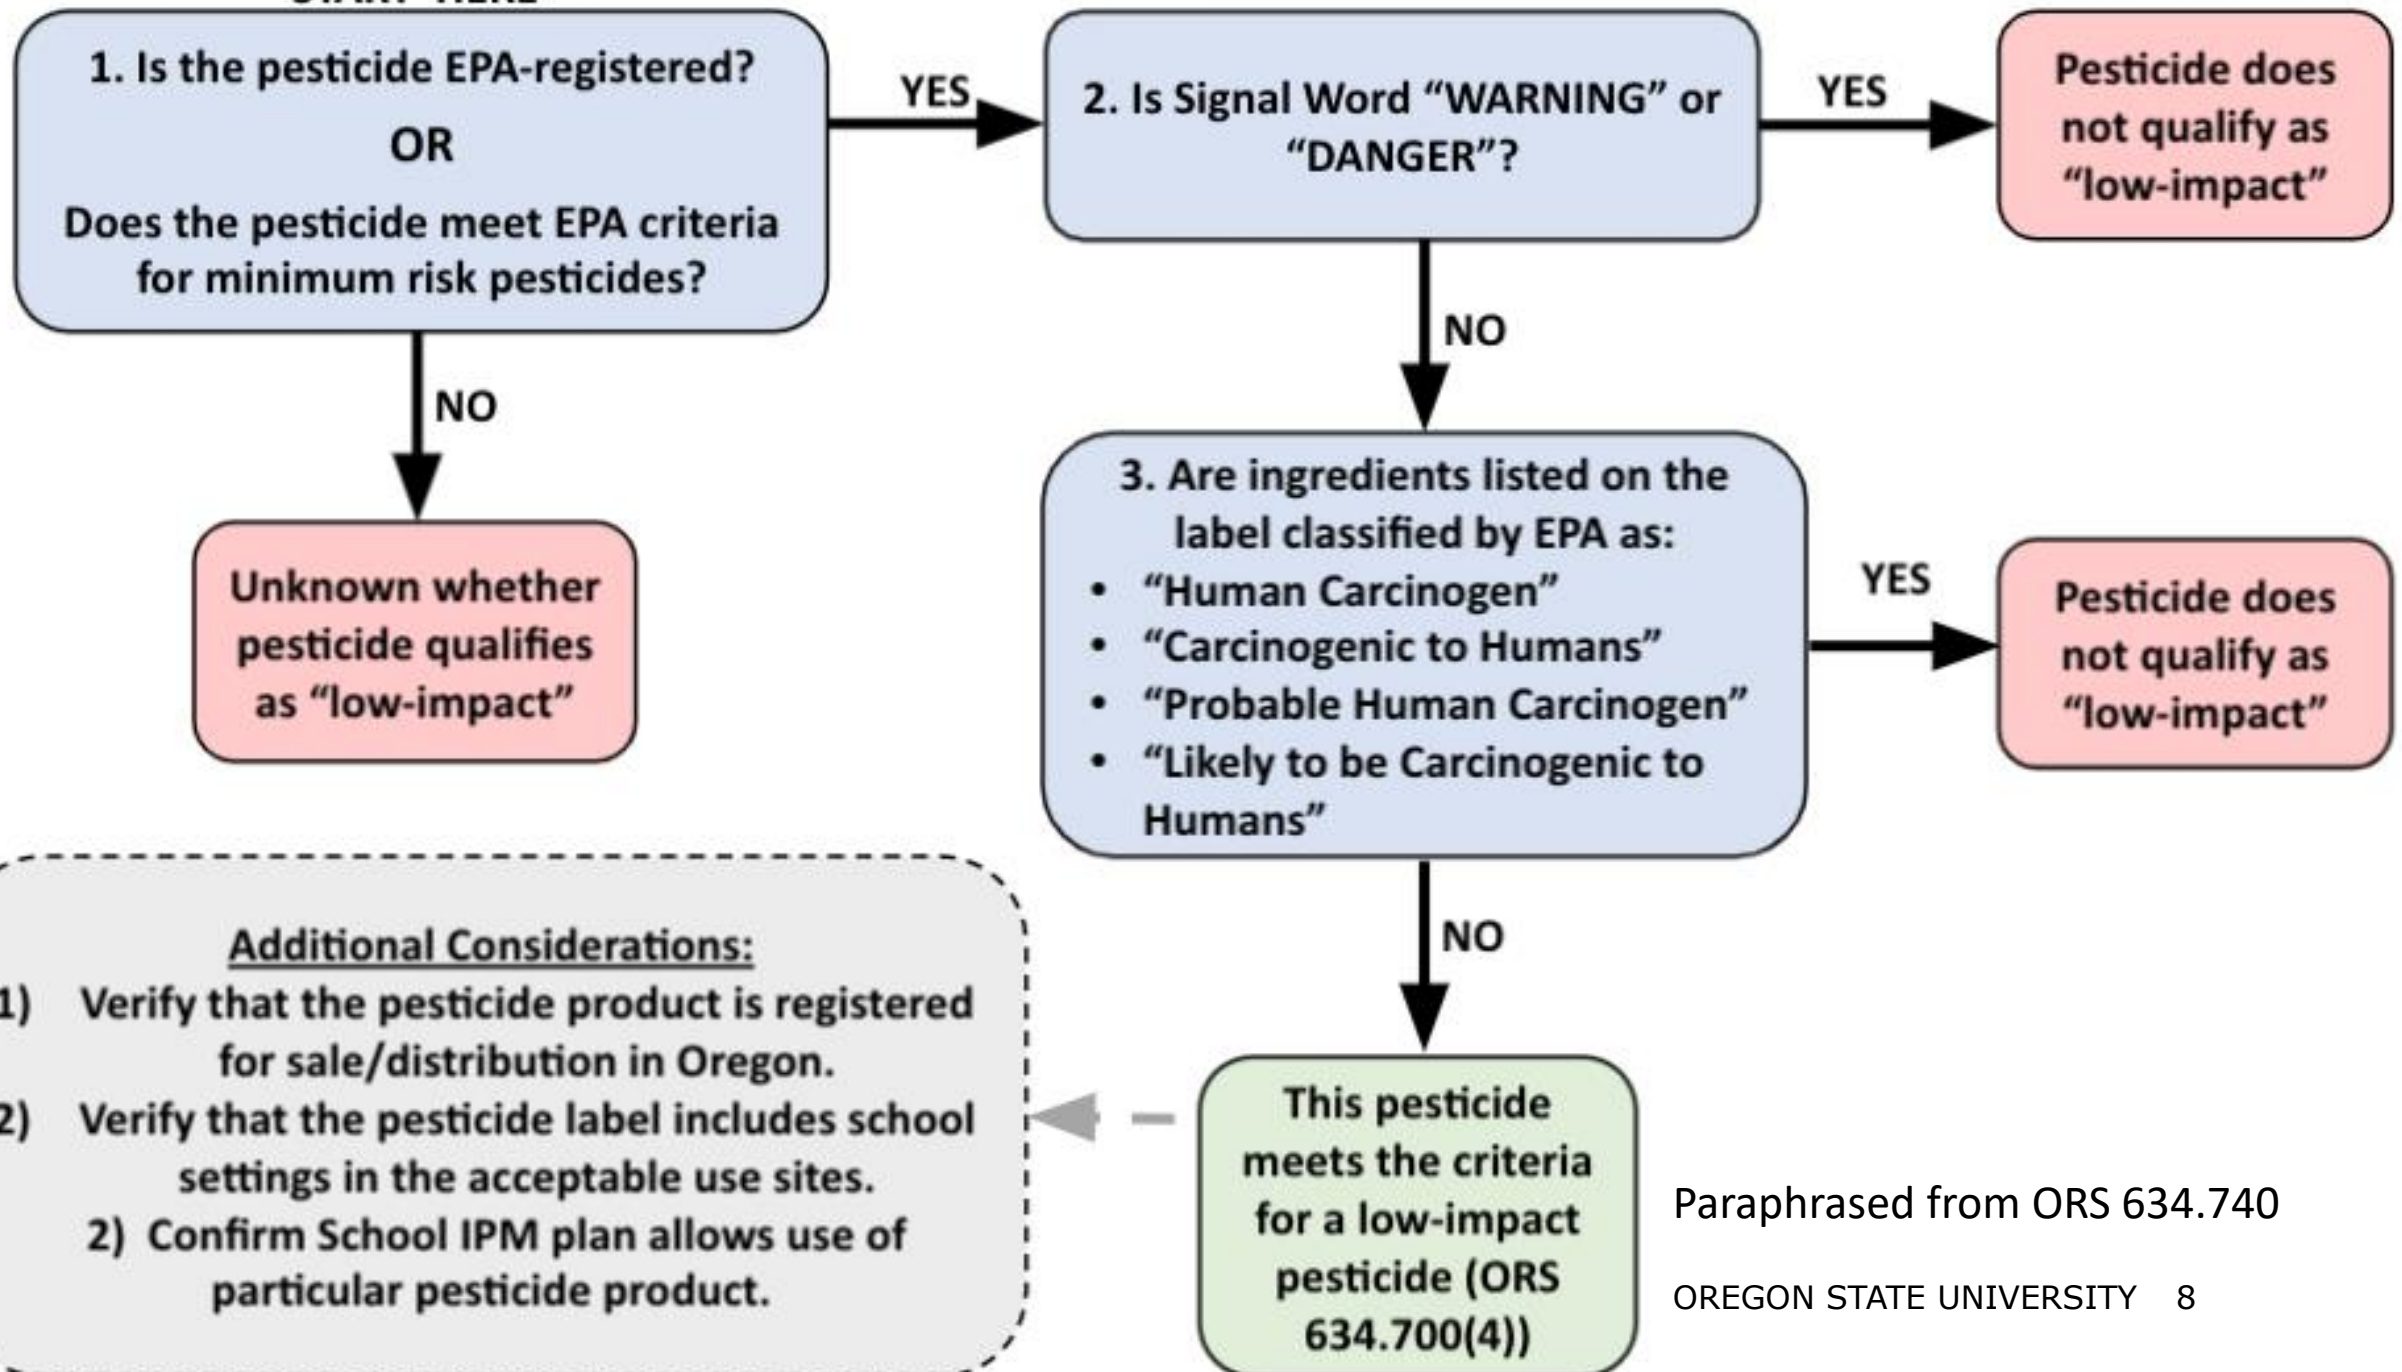 START HERE
1. Is the pesticide EPA-registered?
OR
Does the pesticide meet EPA criteria
for minimum risk pesticides?
YES
2. Is Signal Word “WARNING” or
“DANGER”?
YES
Pesticide does
not qualify as
“low-impact”
NO
NO
Unknown whether
pesticide qualifies
as “low-impact”
3. Are ingredients listed on the
label classified by EPA as:
• “Human Carcinogen”
• “Carcinogenic to Humans”
• “Probable Human Carcinogen”
• “Likely to be Carcinogenic to
Humans”
YES
Pesticide does
not qualify as
“low-impact”
NO
This pesticide
meets the criteria
for a low-impact
pesticide (ORS
634.700(4))
Additional Considerations:
1) Verify that the pesticide product is registered
for sale/distribution in Oregon.
2) Verify that the pesticide label includes school
settings in the acceptable use sites.
2) Confirm School IPM plan allows use of
particular pesticide product.
Paraphrased from ORS 634.740
OREGON STATE UNIVERSITY 8